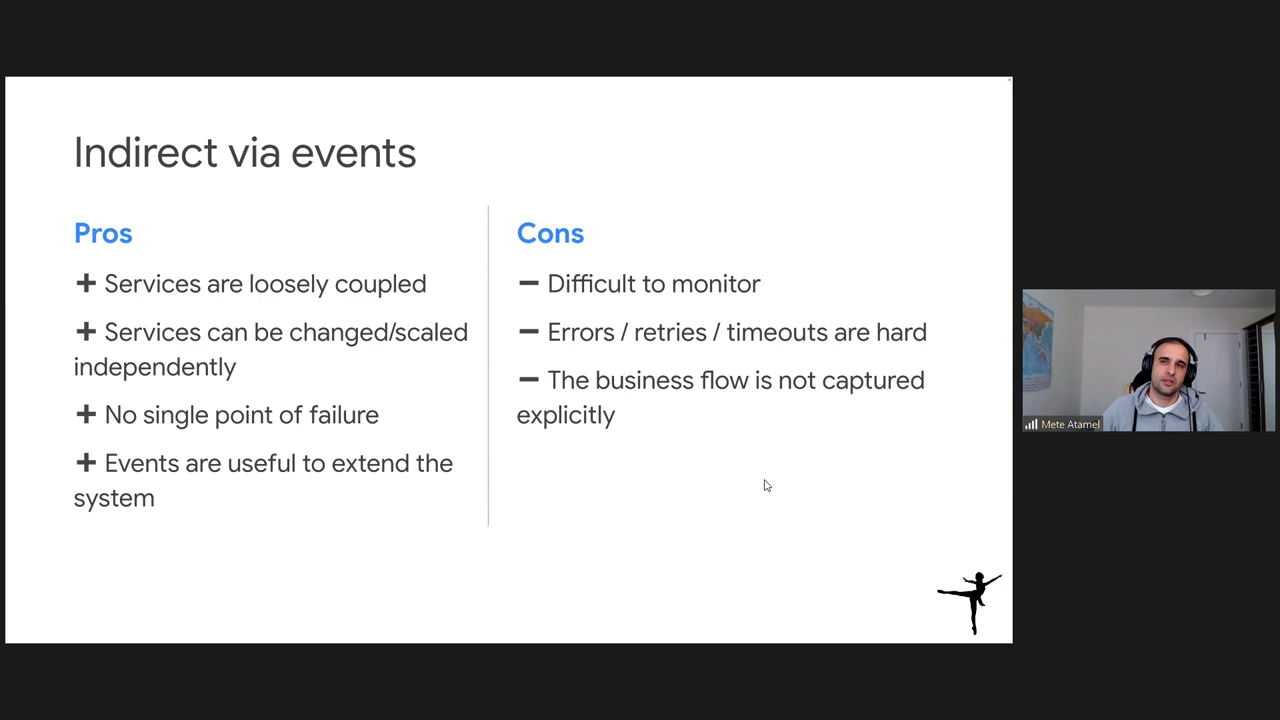 Indirect via events
Pros
+ Services are loosely coupled
+ Services can be changed/scaled
independently
+ No single point of failure
+ Events are useful to extend the
system
Cons
– Difficult to monitor
– Errors / retries / timeouts are hard
– The business flow is not captured
explicitly
Mete Atamel